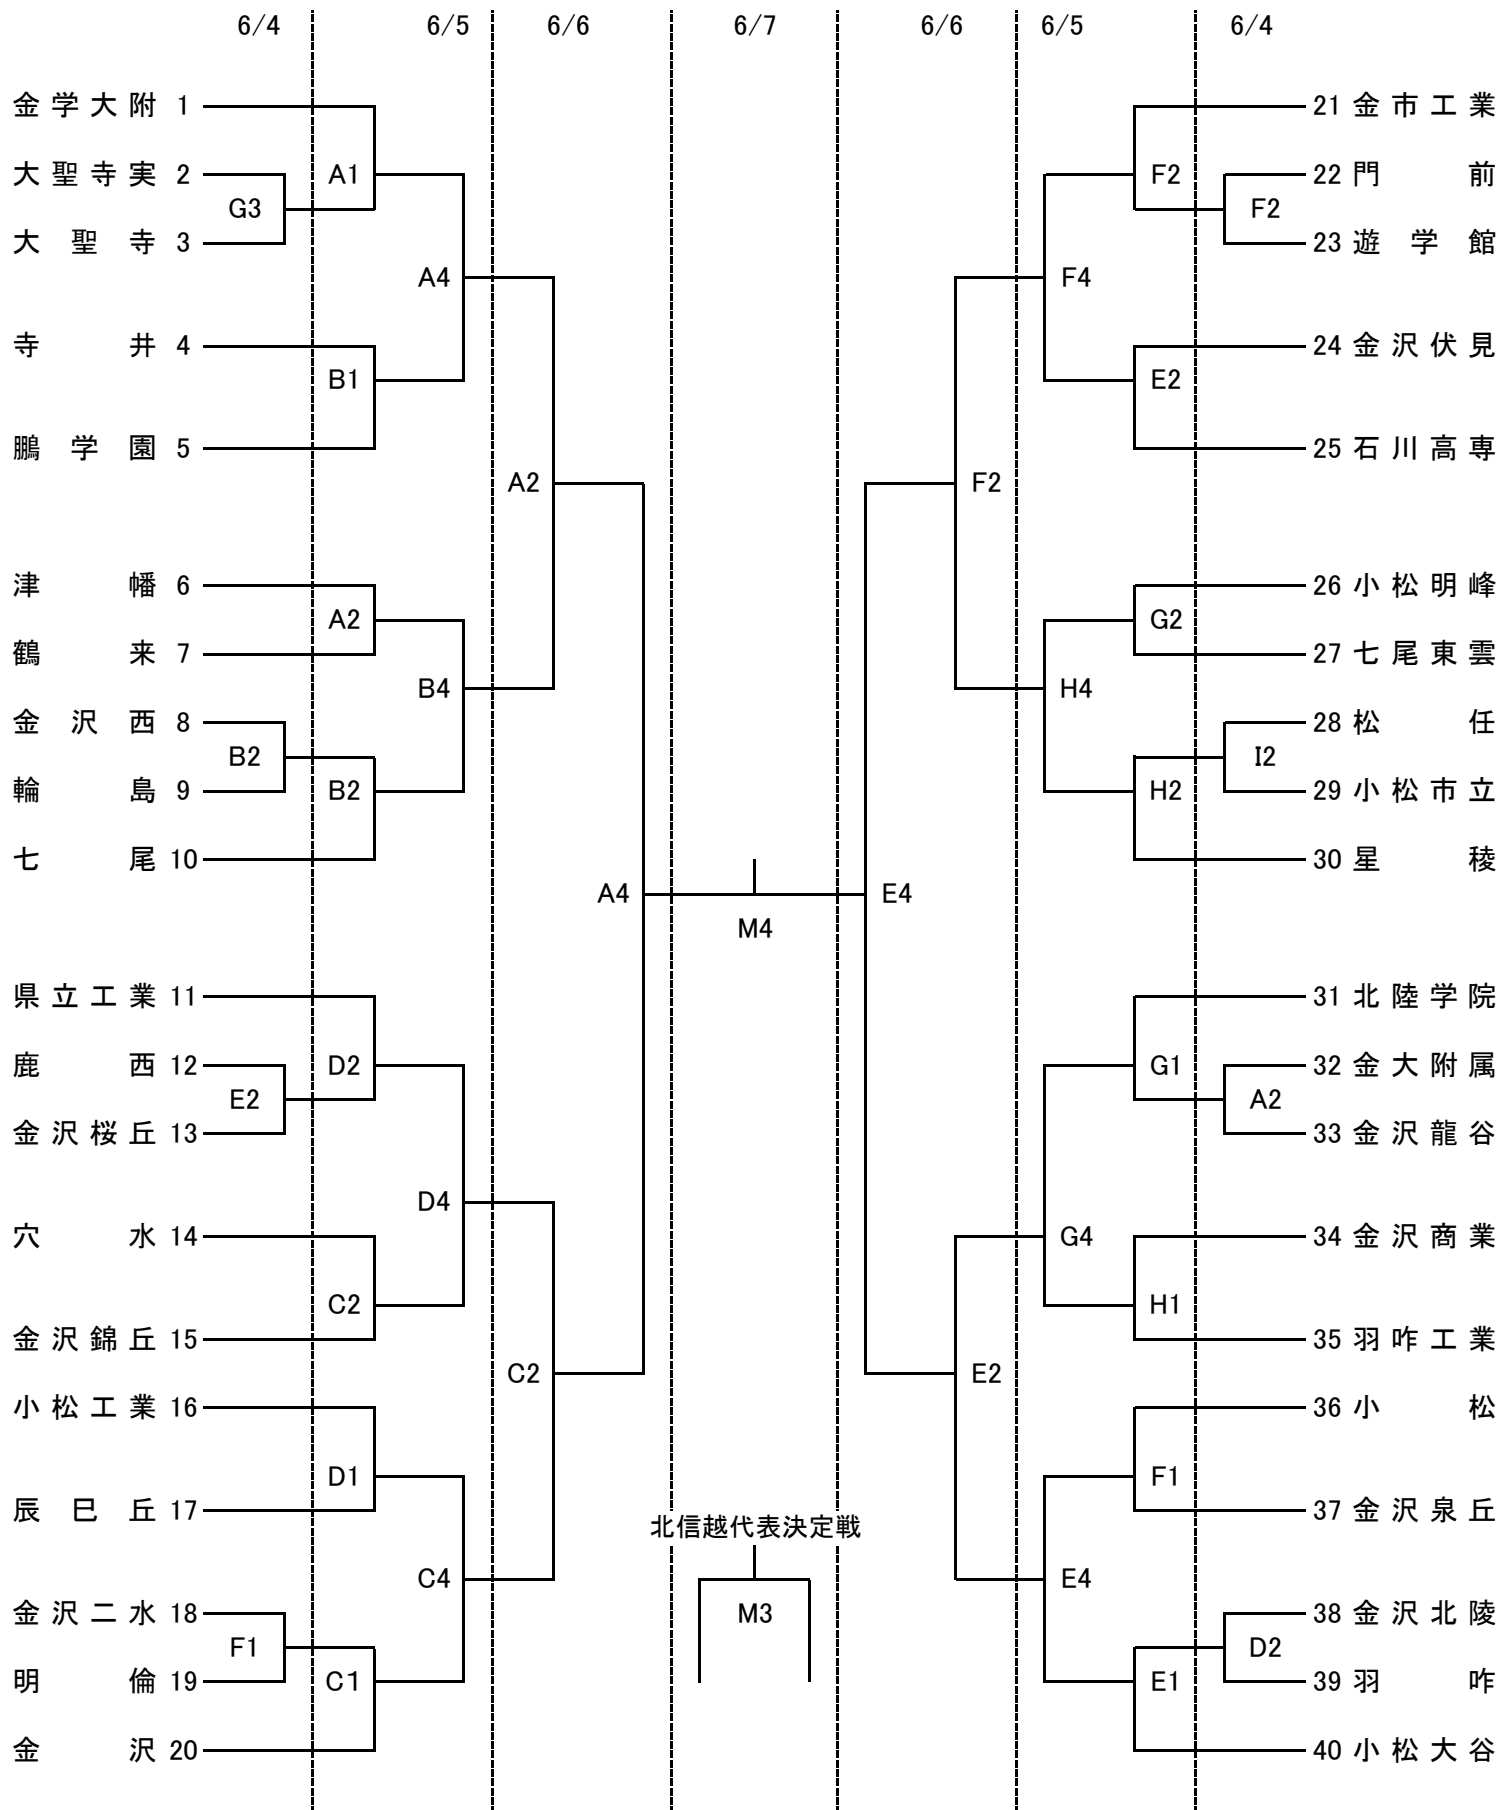 6/4 6/5 6/6 6/7 6/6 6/5 6/4
金学大附 1
21 金市工業
大聖寺実 2
A1
F2
22 門前
G3
F2
大聖寺 3
23 遊学館
A4
F4
寺井 4
24 金沢伏見
B1
E2
鵬学園 5
25 石川高専
A2
F2
津幡 6
26 小松明峰
A2
G2
鶴来 7
27 七尾東雲
B4
H4
金沢西 8
28 松任
B2
I2
輪島 9
B2
H2
29 小松市立
七尾 10
30 星稜
A4
E4
M4
県立工業 11
31 北陸学院
鹿西 12
D2
G1
32 金大附属
E2
A2
金沢桜丘 13
33 金沢龍谷
D4
穴水 14
G4
34 金沢商業
C2
H1
金沢錦丘 15
35 羽咋工業
C2
E2
小松工業 16
36 小松
D1
F1
辰巳丘 17
37 金沢泉丘
北信越代表決定戦
C4
E4
金沢二水 18
M3
38 金沢北陵
F1
D2
明倫 19
C1
E1
39 羽咋
金沢 20
40 小松大谷